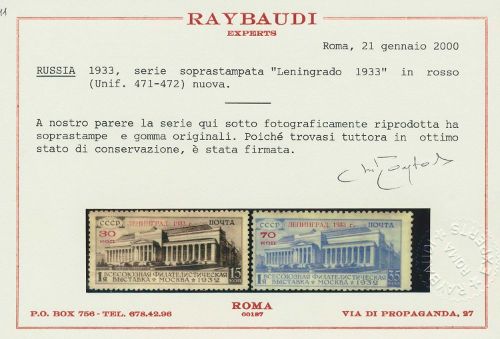 RAYBAUDI
EXPERTS
Roma, 21 gennaio 2000
RUSSIA 1933, serie soprastampata "Leningrado 1933" in rosso
(Unif. 471-472) nuova.
A nostro parere la serie qui sotto fotograficamente riprodotta ha
soprastampe e gomma originali. Poiché trovasi tuttora in ottimo
stato di conservazione, è stata firmata.
СССР ЛЕНИНГРАД, 1933 г. ПОЧТА
30
коп
1я ВСЕСОЮЗНАЯ ФИЛАТЕЛИСТИЧЕСКАЯ 15
ВЫСТАВКА • МОСКВА • 1932
СССР ЛЕНИНГРАД, 1933 г. ПОЧТА
70
коп
1я ВСЕСОЮЗНАЯ ФИЛАТЕЛИСТИЧЕСКАЯ 35
ВЫСТАВКА • МОСКВА • 1932
ROMA
00187
P.O. BOX 756 - TEL. 678.42.96
VIA DI PROPAGANDA, 27